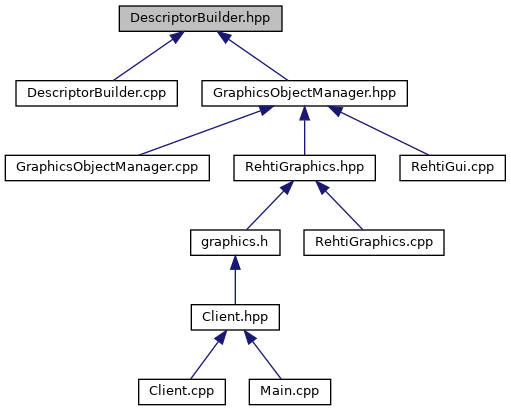 DescriptorBuilder.hpp
DescriptorBuilder.cpp
GraphicsObjectManager.hpp
GraphicsObjectManager.cpp
RehtiGraphics.hpp
RehtiGui.cpp
graphics.h
RehtiGraphics.cpp
Client.hpp
Client.cpp
Main.cpp